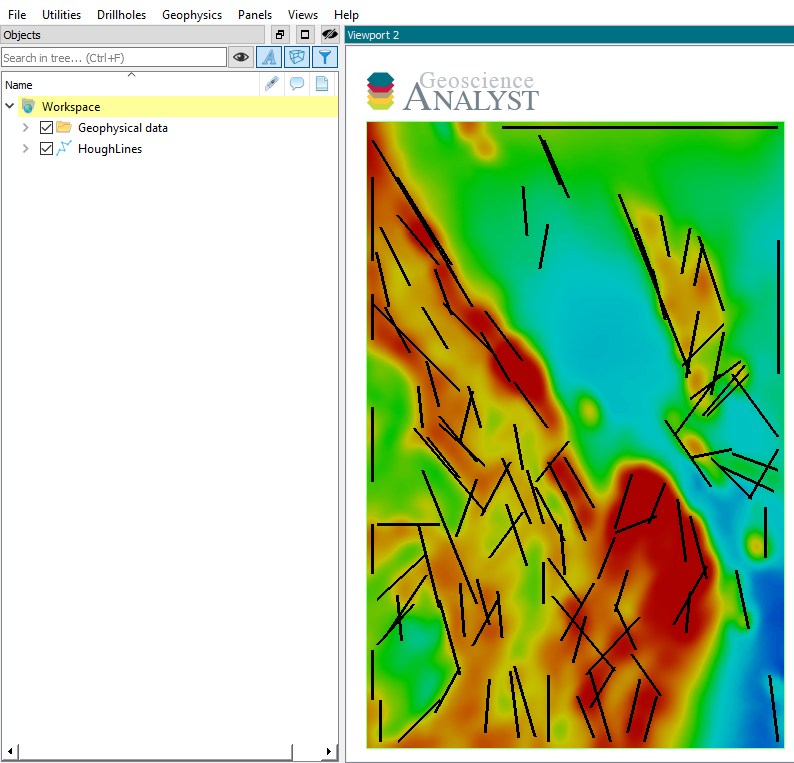 File Utilities Drillholes Geophysics Panels Views Help
Objects
Search in tree... (Ctrl+F)
Name
Workspace
Geophysical data
HoughLines
Viewport 2
Geoscience
ANALYST